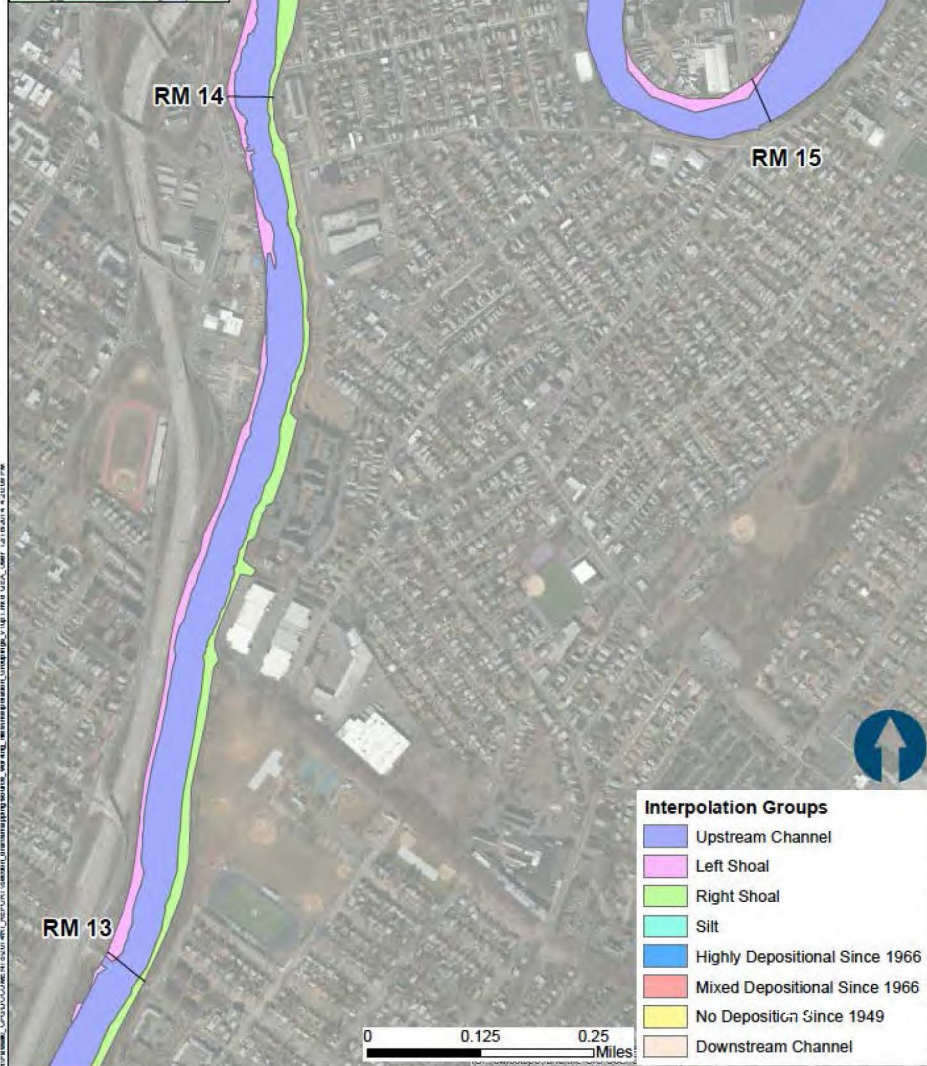 RM 14
RM 15
RM 13
Interpolation Groups
Upstream Channel
Left Shoal
Right Shoal
Silt
Highly Depositional Since 1966
Mixed Depositional Since 1966
No Deposition Since 1949
Downstream Channel
0 0.125 0.25
Miles